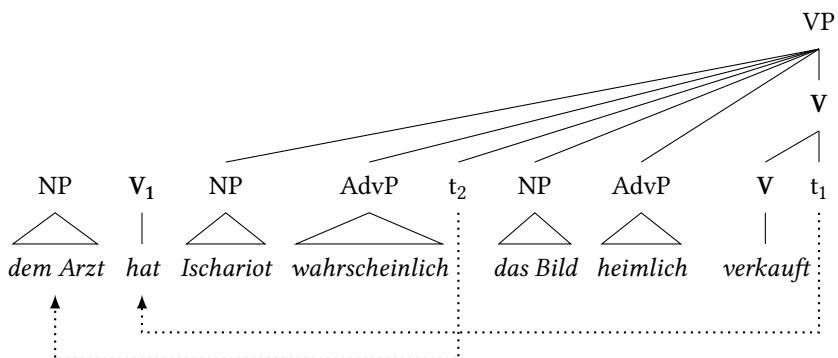 VP
V
NP V₁ NP AdvP t₂ NP AdvP V t₁
dem Arzt hat Ischariot wahrscheinlich das Bild heimlich verkauft